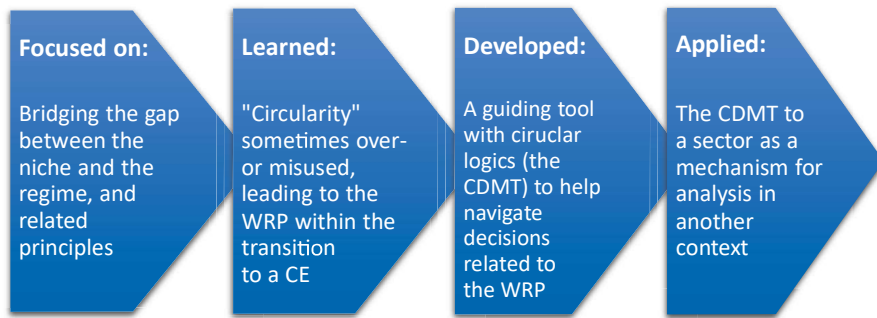 Focused on:
Bridging the gap
between the
niche and the
regime, and
related
principles
Learned:
"Circularity"
sometimes over-
or misused,
leading to the
WRP within the
transition
to a CE
Developed:
A guiding tool
with ciruclar
logics (the
CDMT) to help
navigate
decisions
related to
the WRP
Applied:
The CDMT to
a sector as a
mechanism for
analysis in
another
context